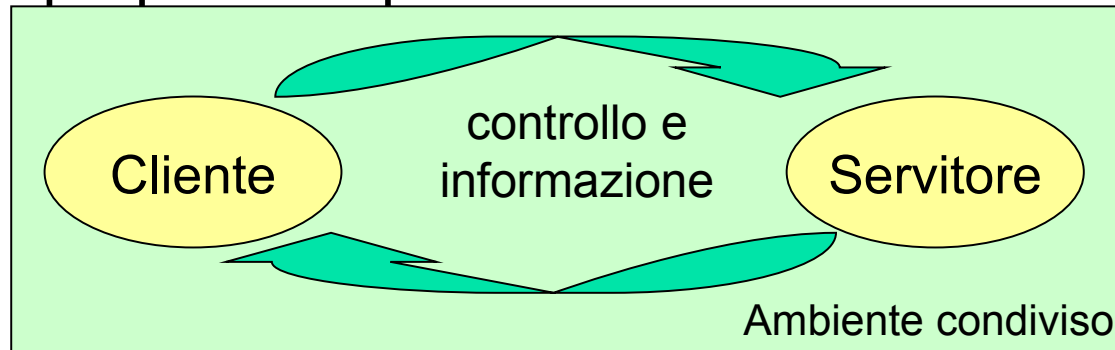 Cliente
controllo e
informazione
Servitore
Ambiente condiviso